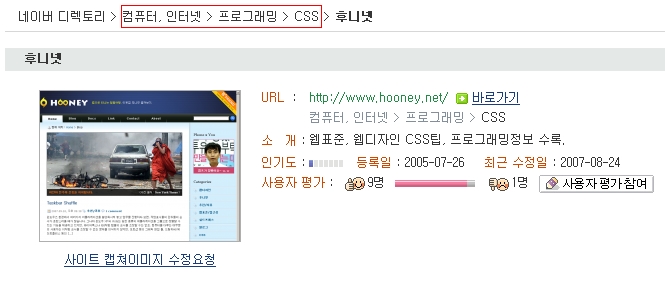 네이버 디렉토리 > 컴퓨터, 인터넷 > 프로그래밍 > CSS > 후니넷
후니넷
HOONEY
URL : http://www.hooney.net/ 바로가기
컴퓨터, 인터넷 > 프로그래밍 > CSS
소 개 : 웹표준, 웹디자인 CSS팁, 프로그래밍정보 수록.
인기도 : 등록일 : 2005-07-26 최근 수정일 : 2007-08-24
사용자 평가 : 9명 1명 사용자 평가 참여
Taskbar Shuffle
사이트 캡쳐이미지 수정요청